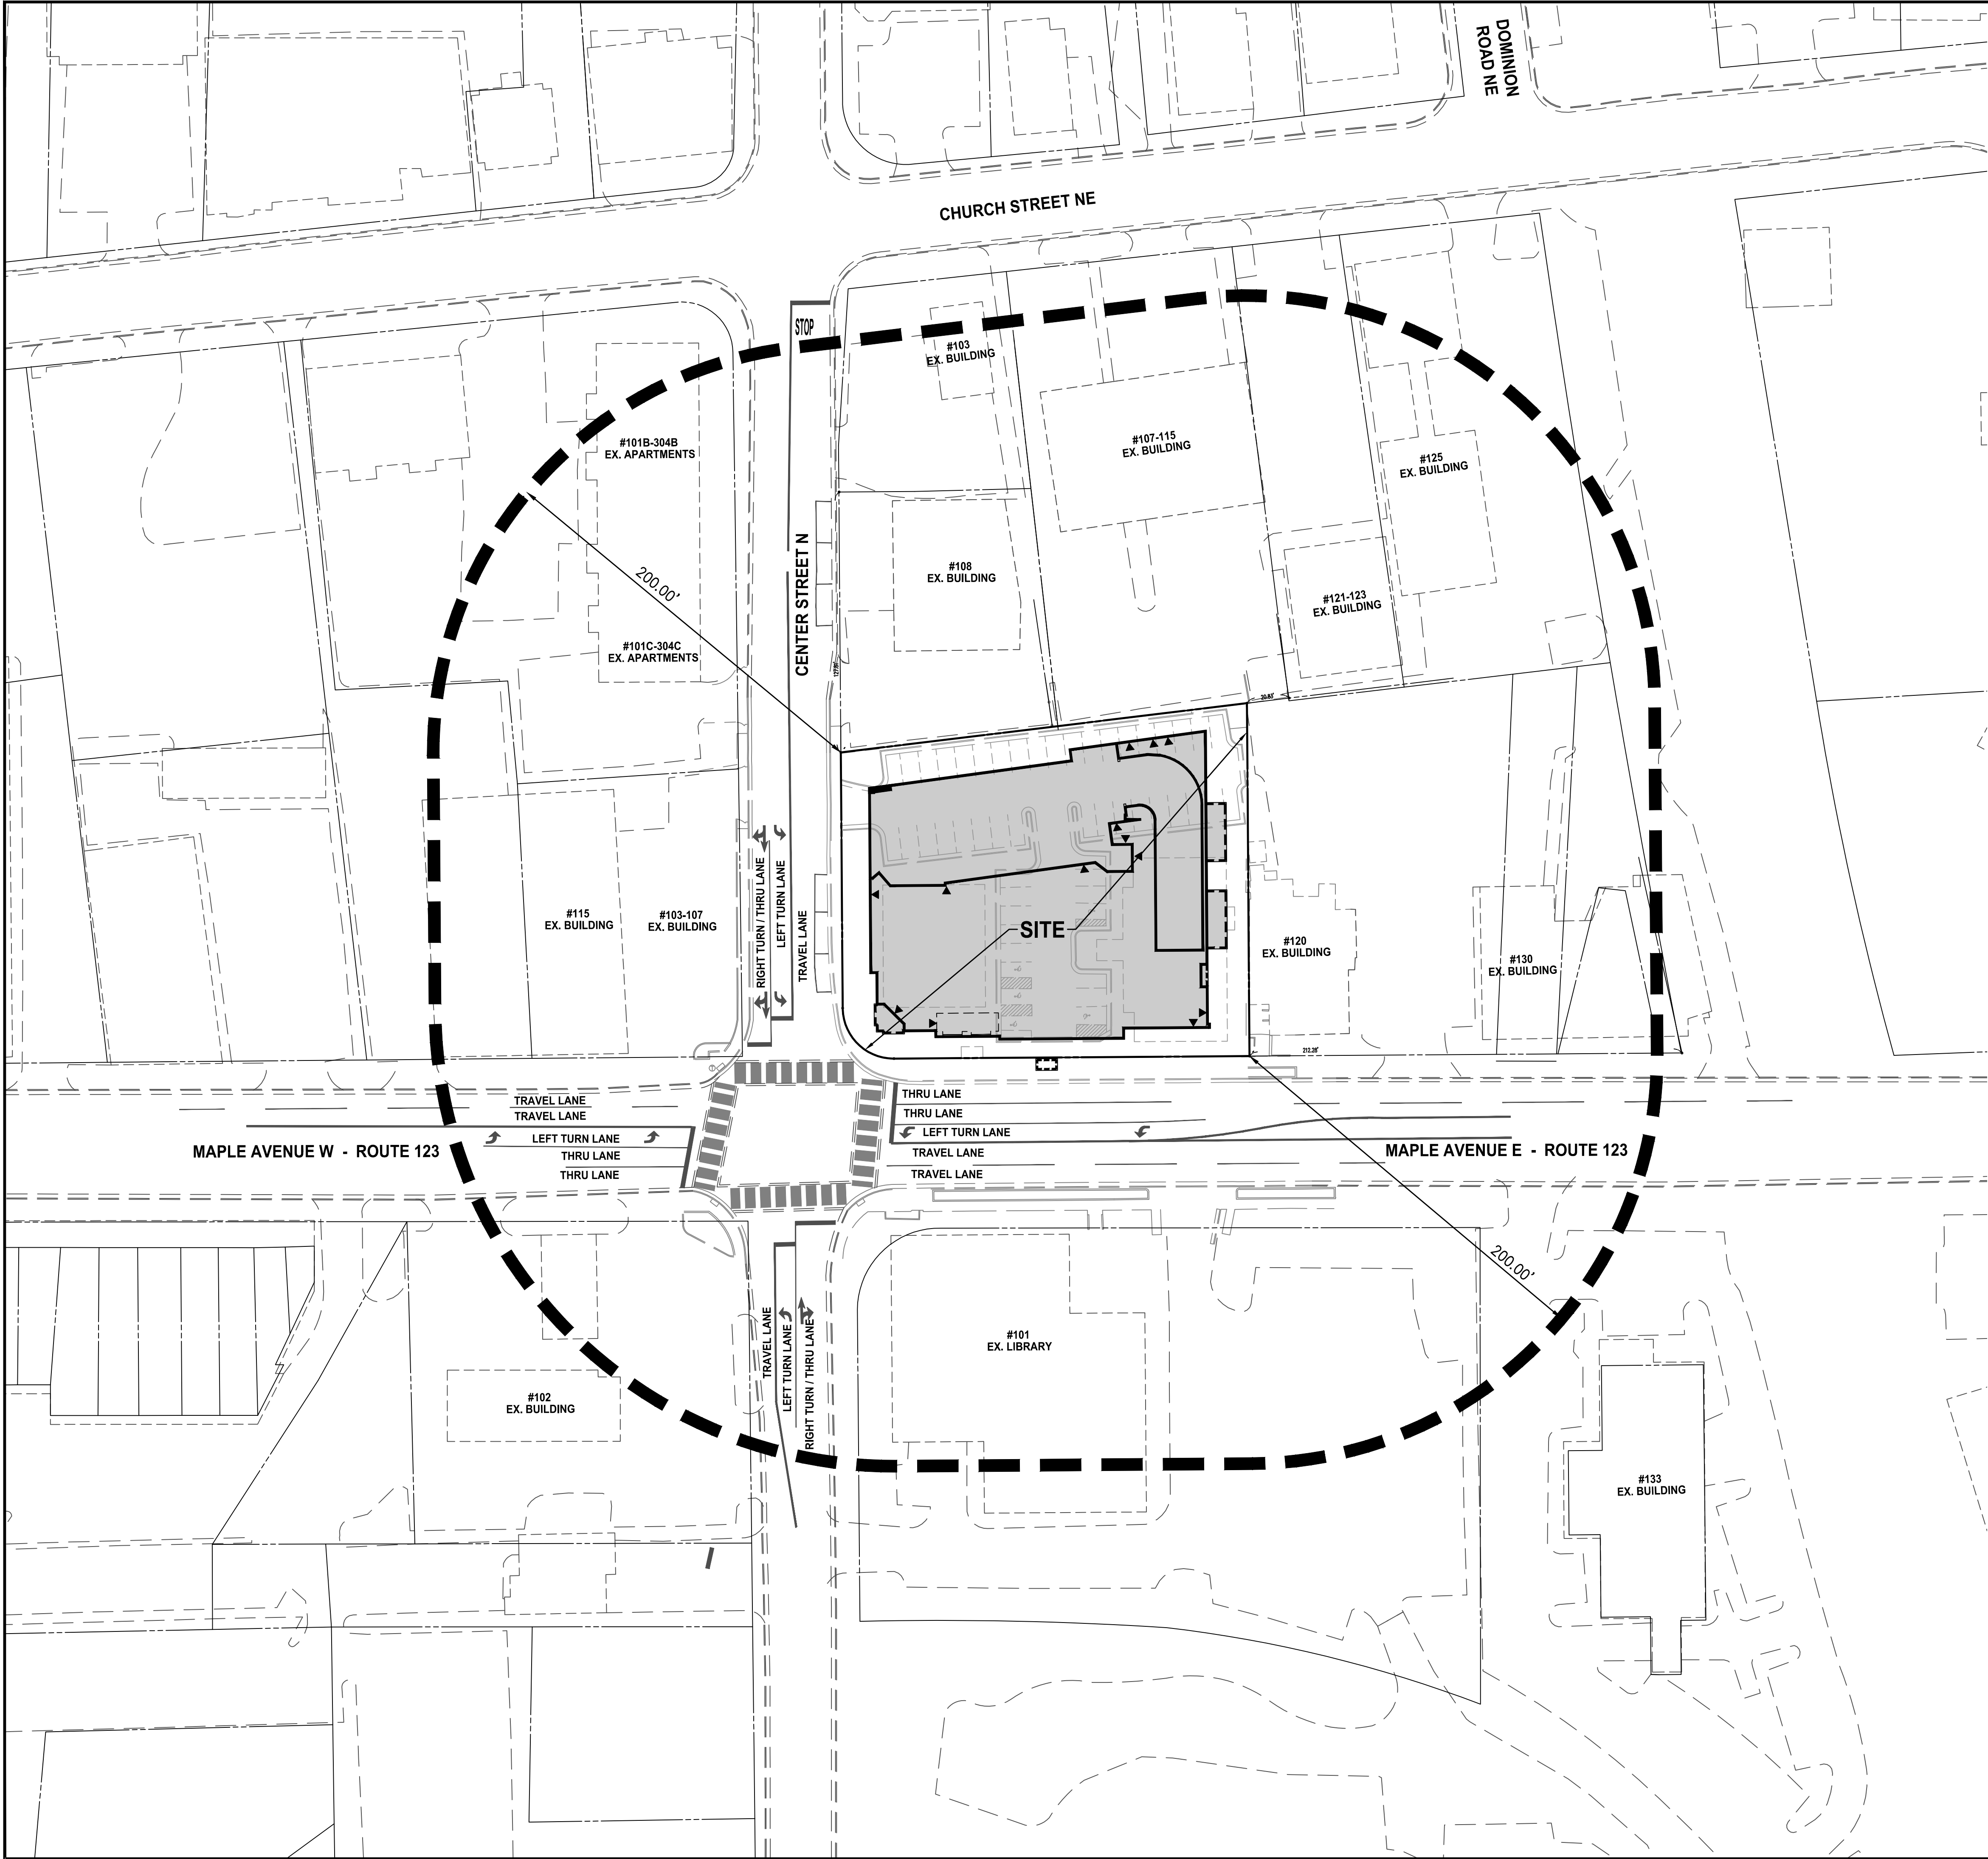 DOMINION
ROAD NE
CHURCH STREET NE
STOP
#103
EX. BUILDING
#101B-304B
EX. APARTMENTS
#107-115
EX. BUILDING
#125
EX. BUILDING
200.00'
CENTER STREET N
#108
EX. BUILDING
#121-123
EX. BUILDING
#101C-304C
EX. APARTMENTS
20.83'
RIGHT TURN / THRU LANE
LEFT TURN LANE
TRAVEL LANE
#115
EX. BUILDING
#103-107
EX. BUILDING
SITE
#120
EX. BUILDING
#130
EX. BUILDING
212.28'
TRAVEL LANE
TRAVEL LANE
LEFT TURN LANE
THRU LANE
THRU LANE
MAPLE AVENUE W - ROUTE 123
THRU LANE
THRU LANE
LEFT TURN LANE
TRAVEL LANE
TRAVEL LANE
MAPLE AVENUE E - ROUTE 123
200.00'
TRAVEL LANE
LEFT TURN LANE
RIGHT TURN / THRU LANE
#101
EX. LIBRARY
#102
EX. BUILDING
#133
EX. BUILDING